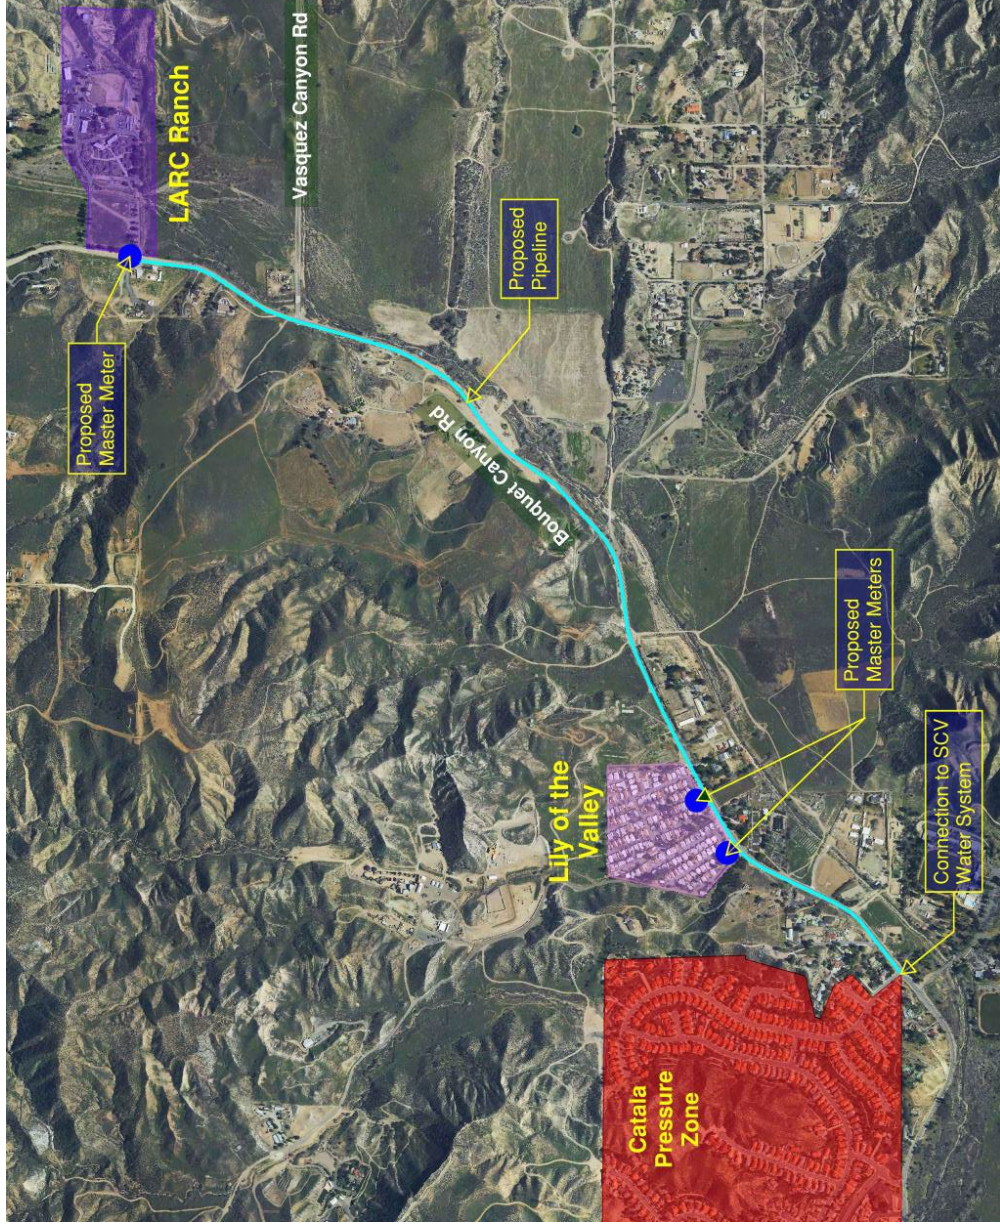 LARC Ranch
Vasquez Canyon Rd
Proposed
Master Meter
Proposed
Pipeline
Bouquet Canyon Rd
Lily of the
Valley
Proposed
Master Meters
Connection to SCV
Water System
Catala
Pressure
Zone